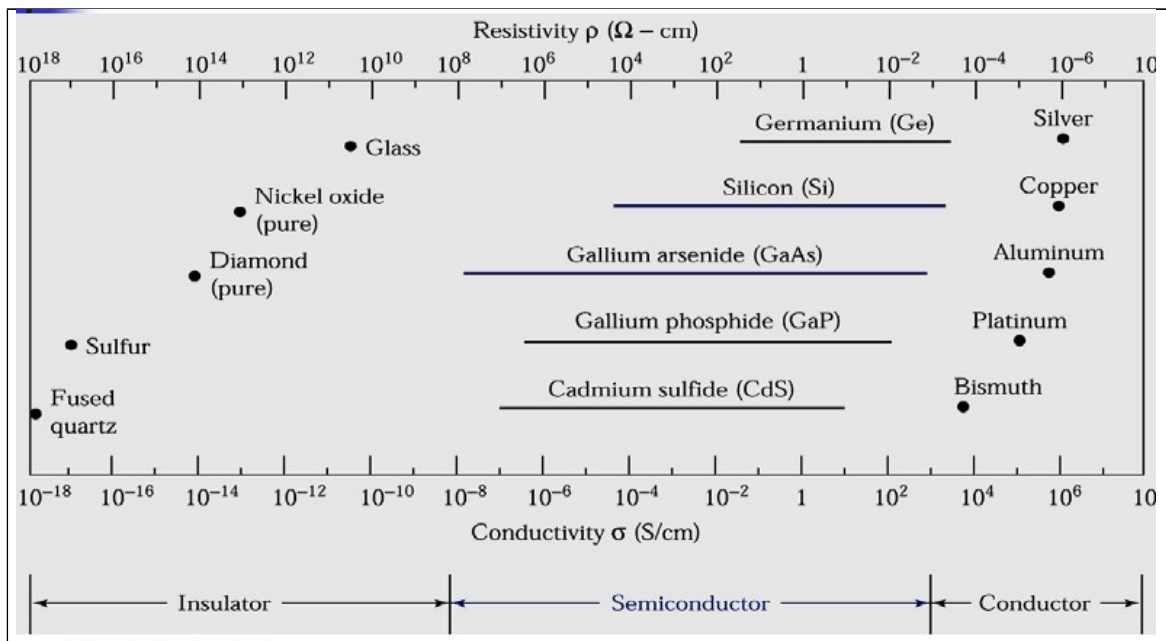 Resistivity ρ (Ω – cm)
10¹⁸ 10¹⁶ 10¹⁴ 10¹² 10¹⁰ 10⁸ 10⁶ 10⁴ 10² 1 10⁻² 10⁻⁴ 10⁻⁶ 10
Germanium (Ge)
Silver
Glass
Silicon (Si)
Copper
Nickel oxide
(pure)
Gallium arsenide (GaAs)
Aluminum
Diamond
(pure)
Gallium phosphide (GaP)
Platinum
Sulfur
Cadmium sulfide (CdS)
Bismuth
Fused
quartz
10⁻¹⁸ 10⁻¹⁶ 10⁻¹⁴ 10⁻¹² 10⁻¹⁰ 10⁻⁸ 10⁻⁶ 10⁻⁴ 10⁻² 1 10² 10⁴ 10⁶ 10
Conductivity σ (S/cm)
Insulator Semiconductor Conductor